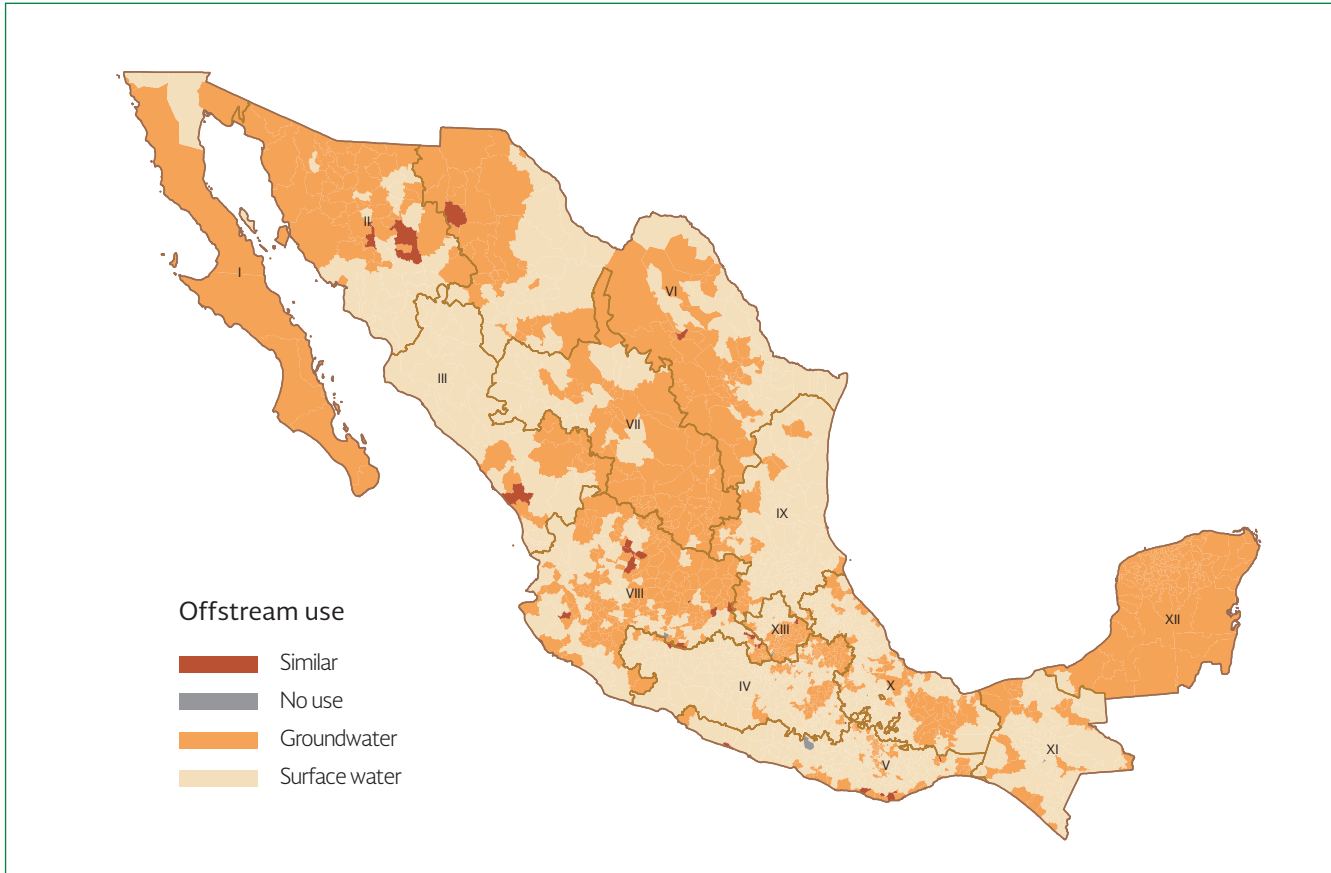 I
II
III
VI
VII
IX
VIII
XIII
IV
X
V
XI
XII
Offstream use
Similar
No use
Groundwater
Surface water